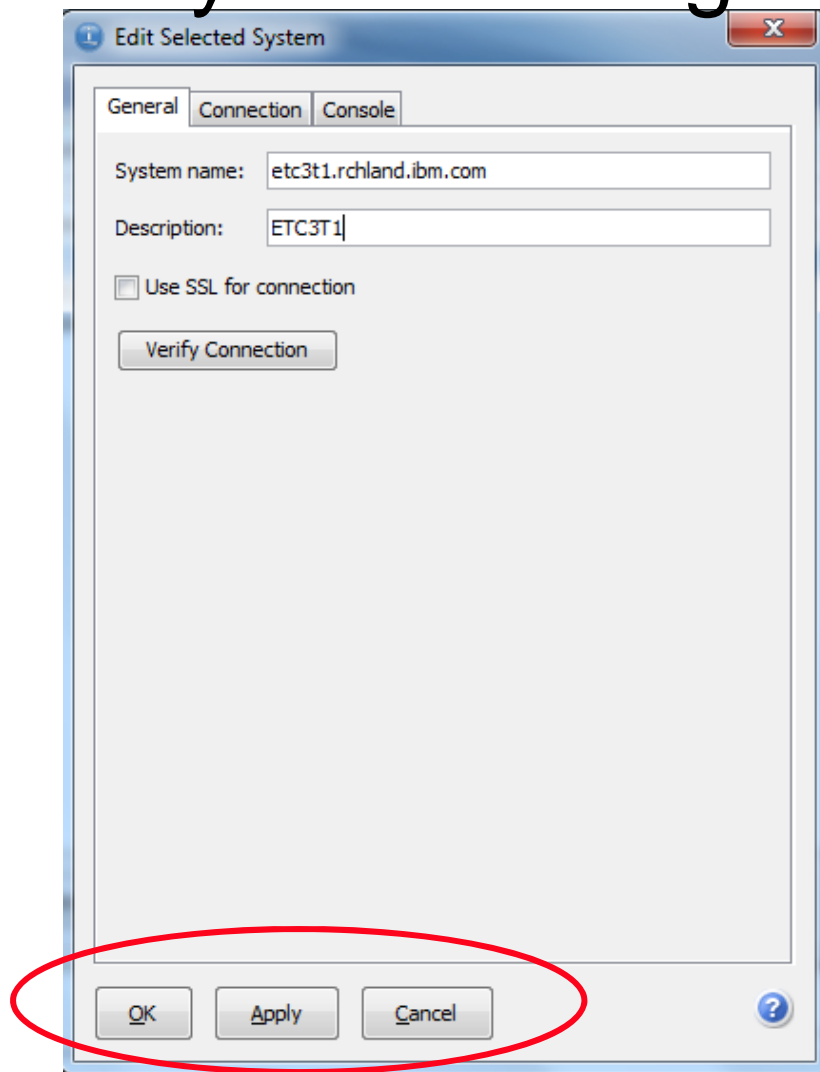 Edit Selected System
General Connection Console
System name: etc3t1.rchland.ibm.com
Description: ETC3T1
Use SSL for connection
Verify Connection
OK Apply Cancel